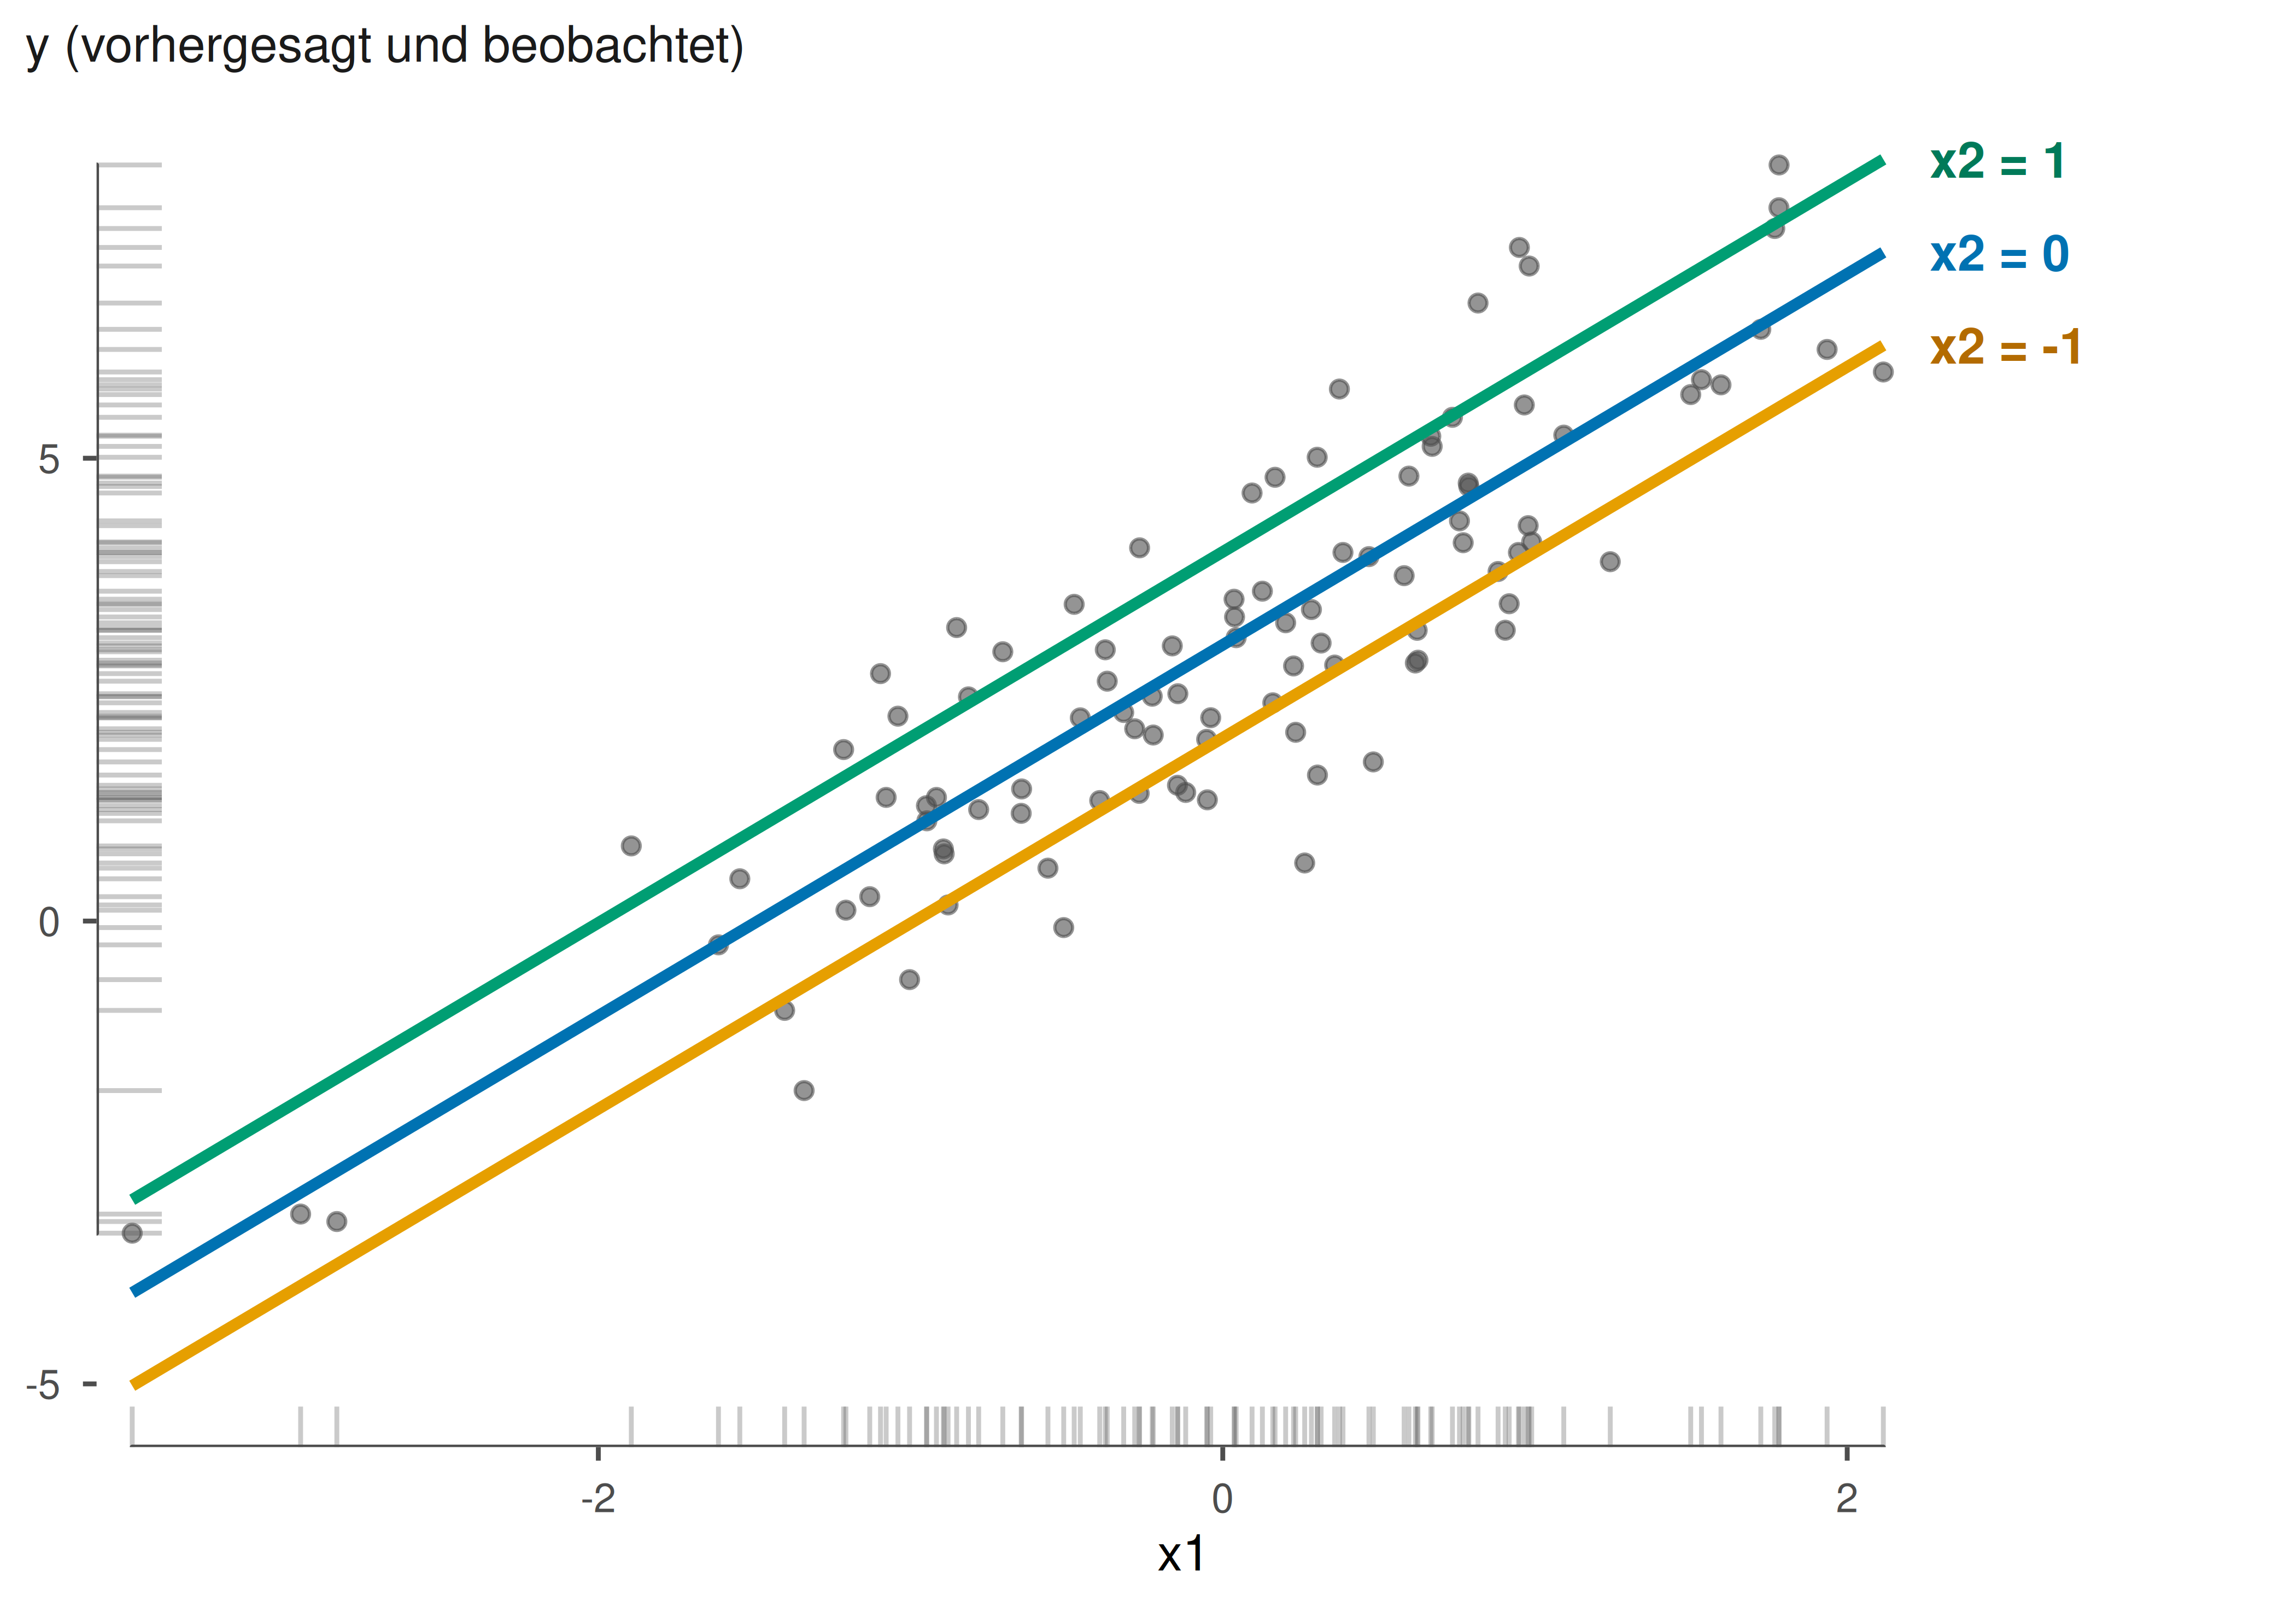 y (vorhergesagt und beobachtet)
x2 = 1
x2 = 0
x2 = -1
5
0
-5
-2
0
2
x1